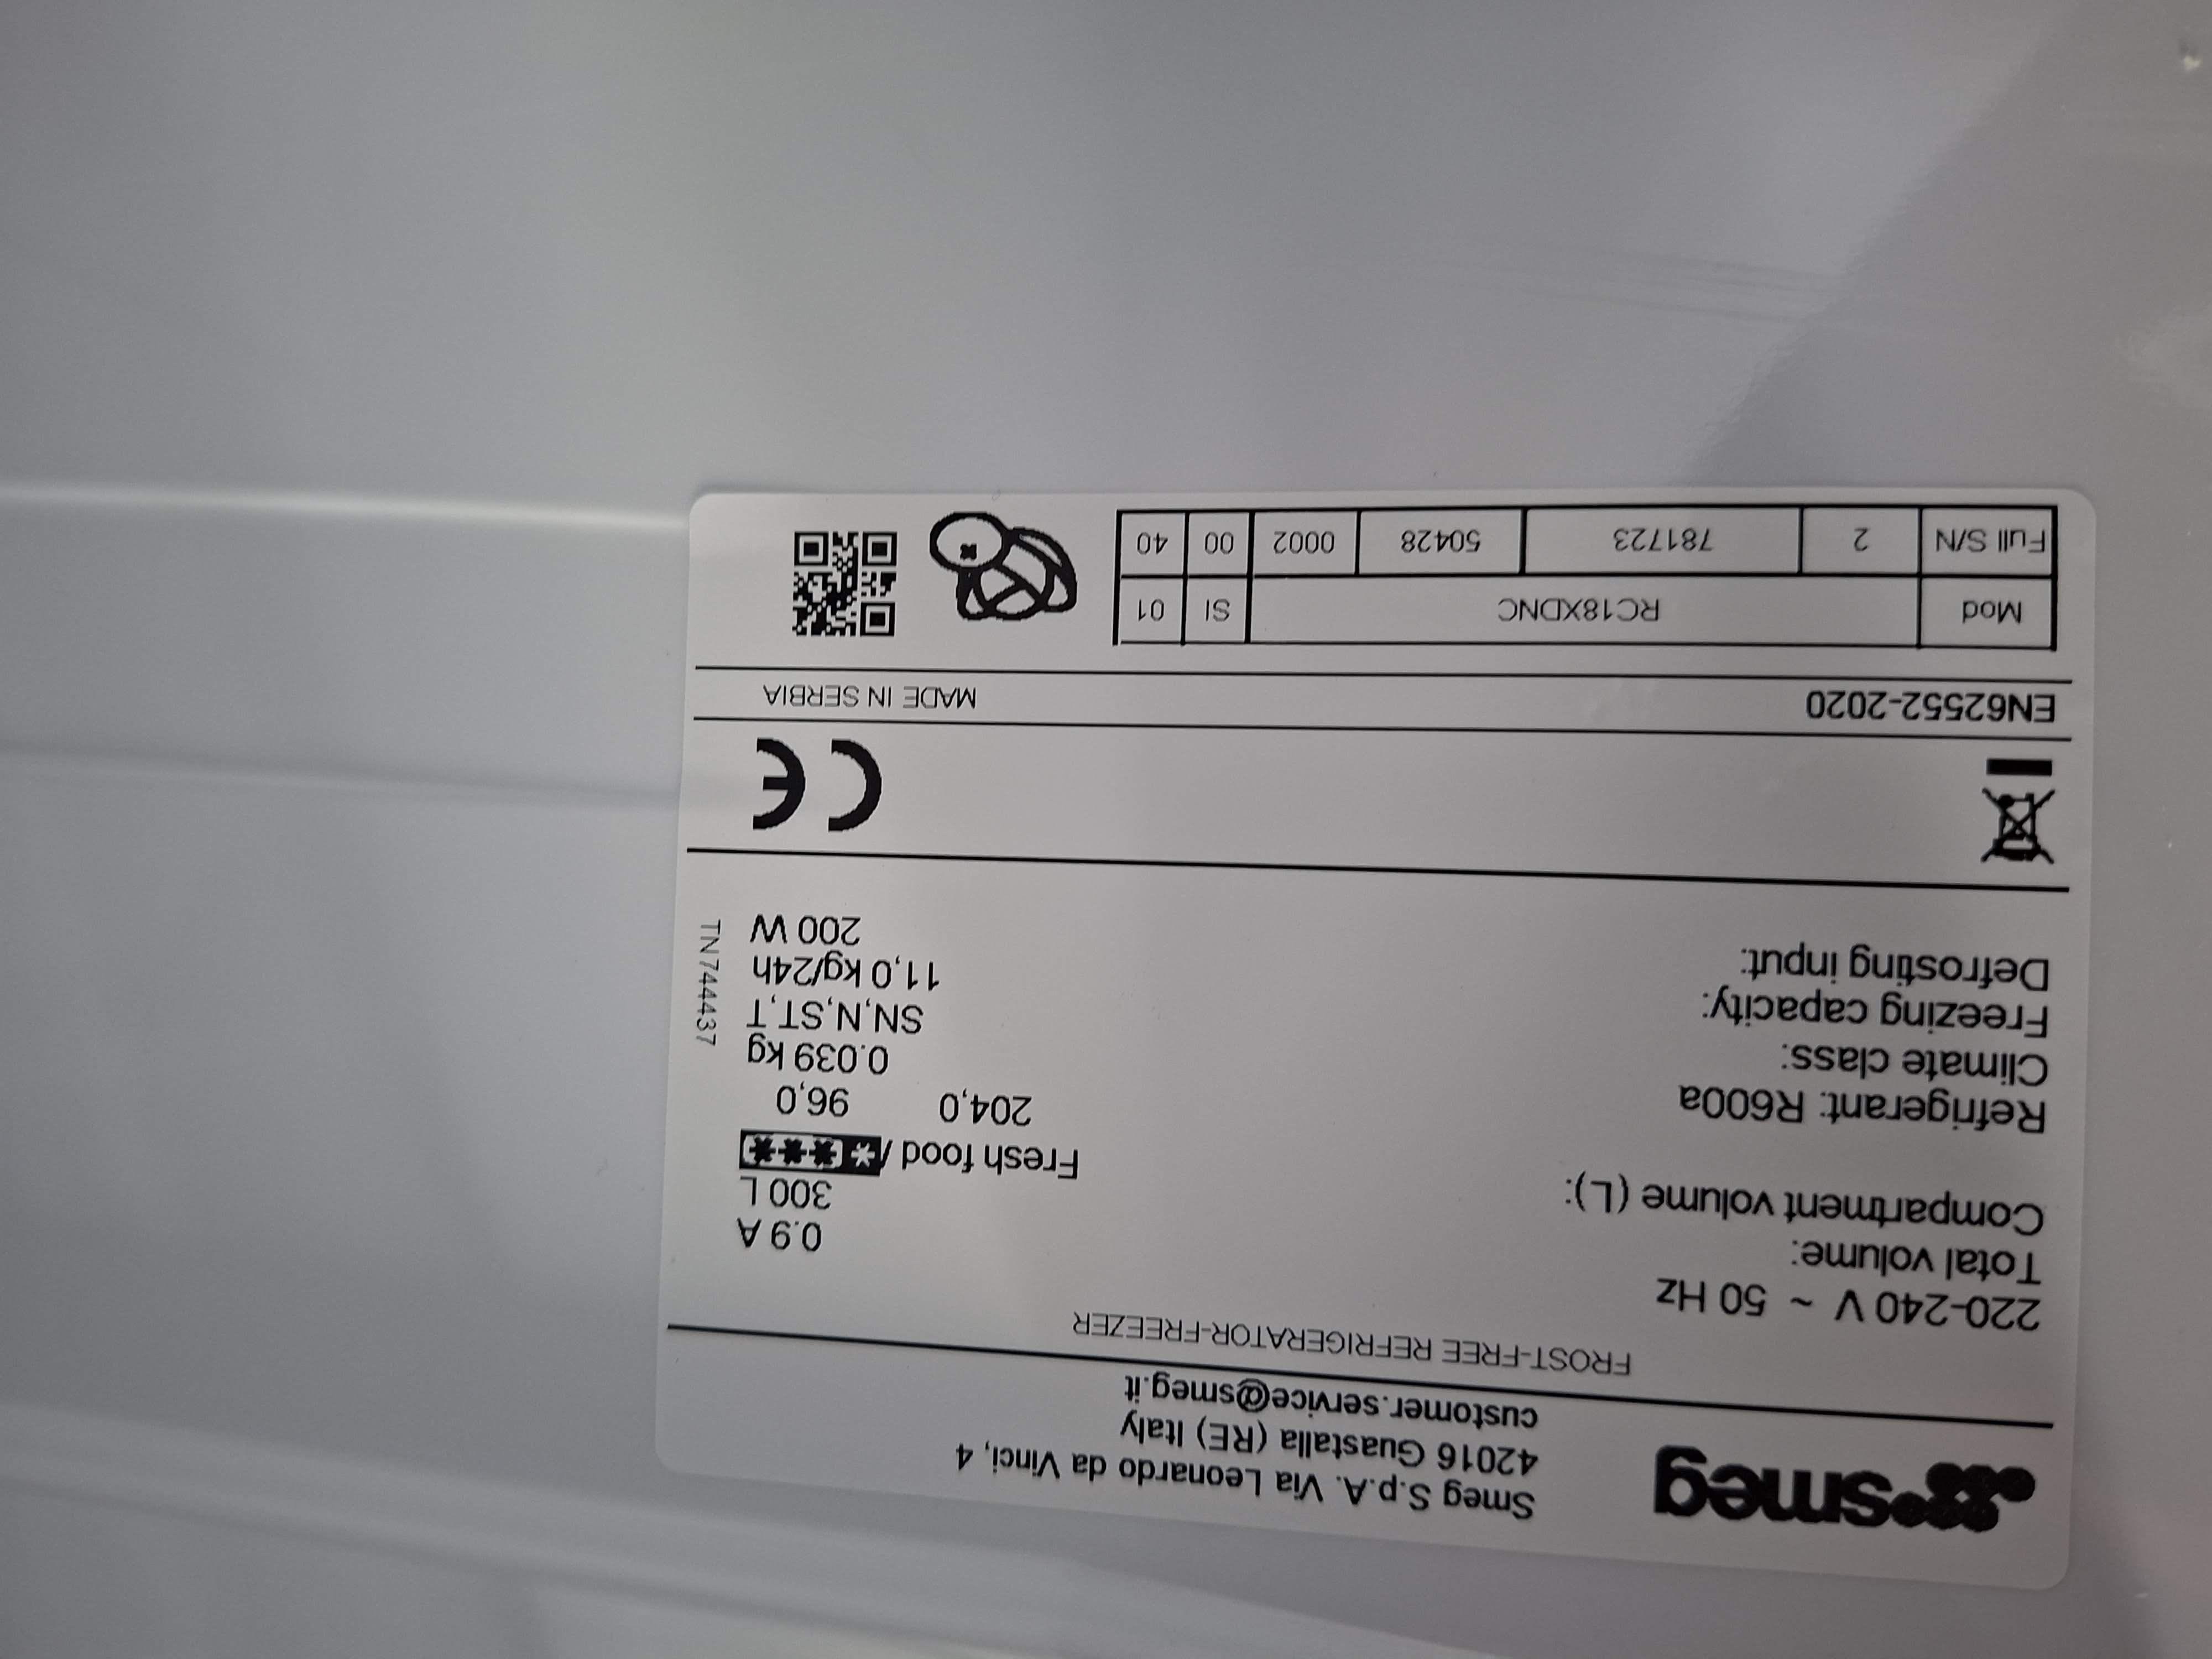 smeg
Smeg S.p.A. Via Leonardo da Vinci, 4
42016 Guastalla (RE) Italy
customer.service@smeg.it
FROST-FREE REFRIGERATOR-FREEZER
220-240 V ~ 50 Hz 0.9 A
Total volume: 300 L
Compartment volume (L): Fresh food /
204,0 96,0
Refrigerant: R600a 0.039 kg
Climate class: SN,N,ST,T
Freezing capacity: 11,0 kg/24h
Defrosting input: 200 W
TN744437
CE
EN62552-2020 MADE IN SERBIA
Mod RC18XDNC SI 01
Full S/N 2 781723 50428 0002 00 40